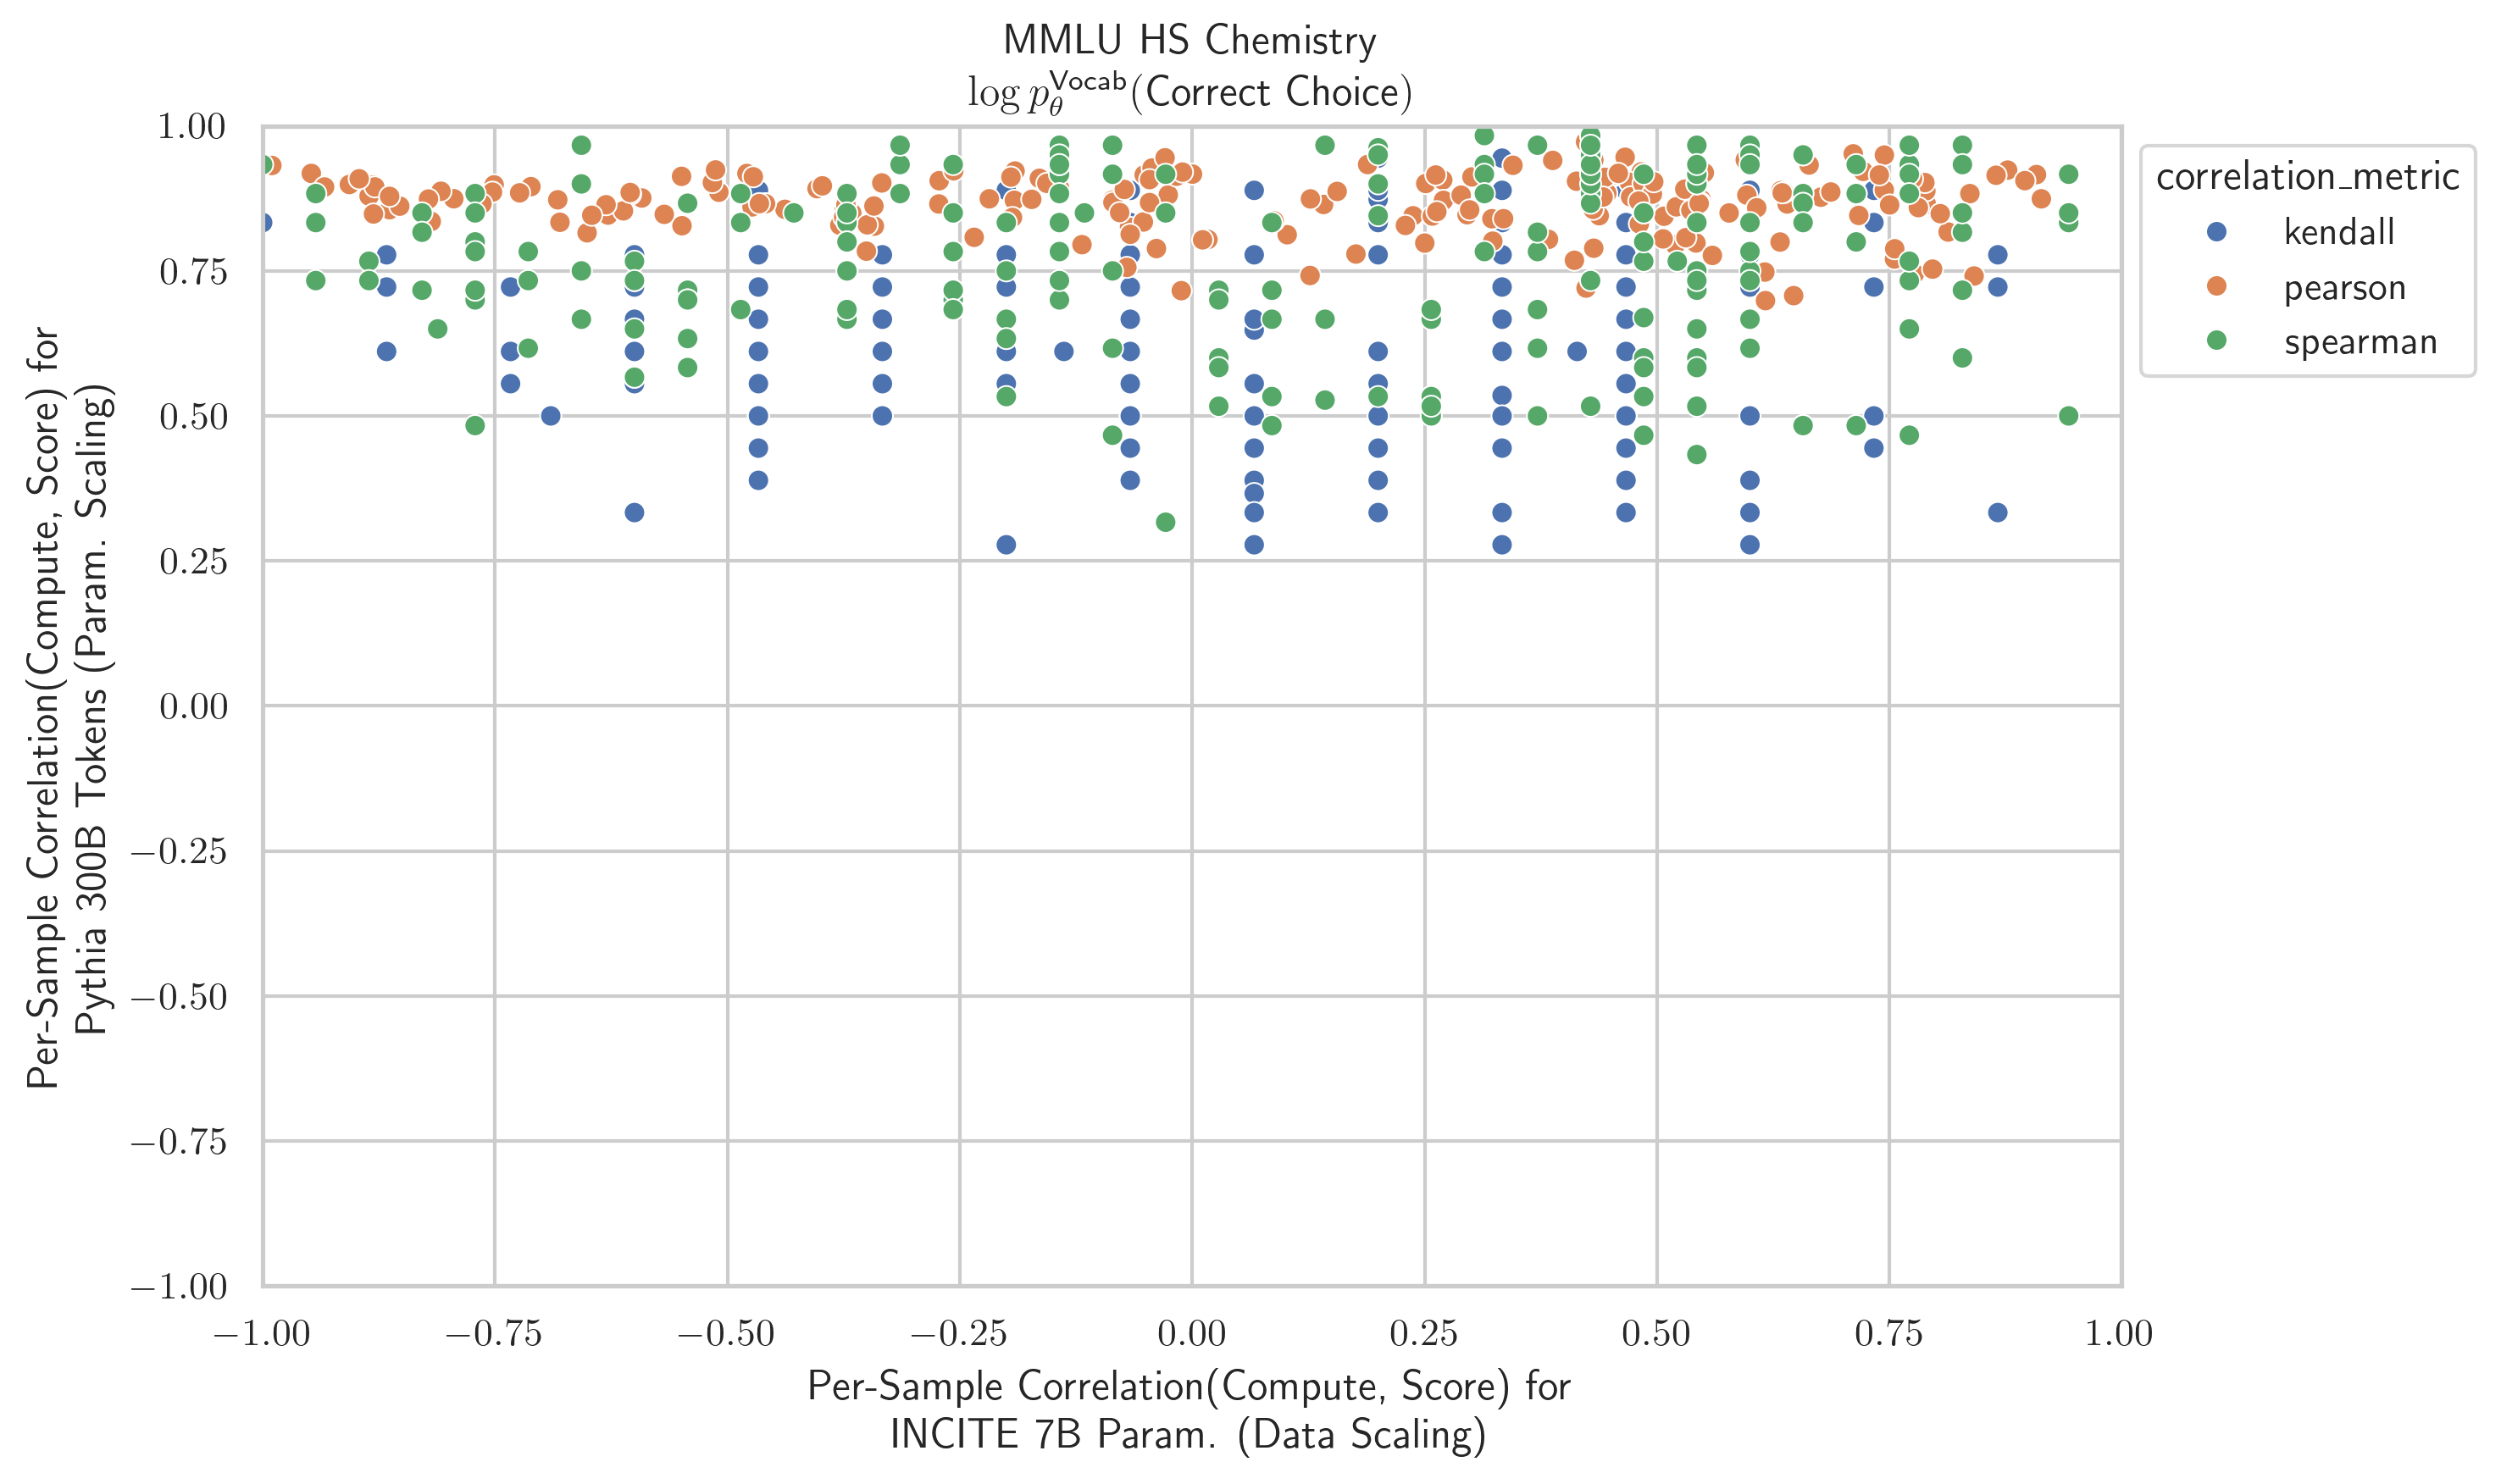 MMLU HS Chemistry
log p_θ^Vocab(Correct Choice)
Per-Sample Correlation(Compute, Score) for
Pythia 300B Tokens (Param. Scaling)
1.00
0.75
0.50
0.25
0.00
−0.25
−0.50
−0.75
−1.00
−1.00 −0.75 −0.50 −0.25 0.00 0.25 0.50 0.75 1.00
Per-Sample Correlation(Compute, Score) for
INCITE 7B Param. (Data Scaling)
correlation_metric
kendall
pearson
spearman